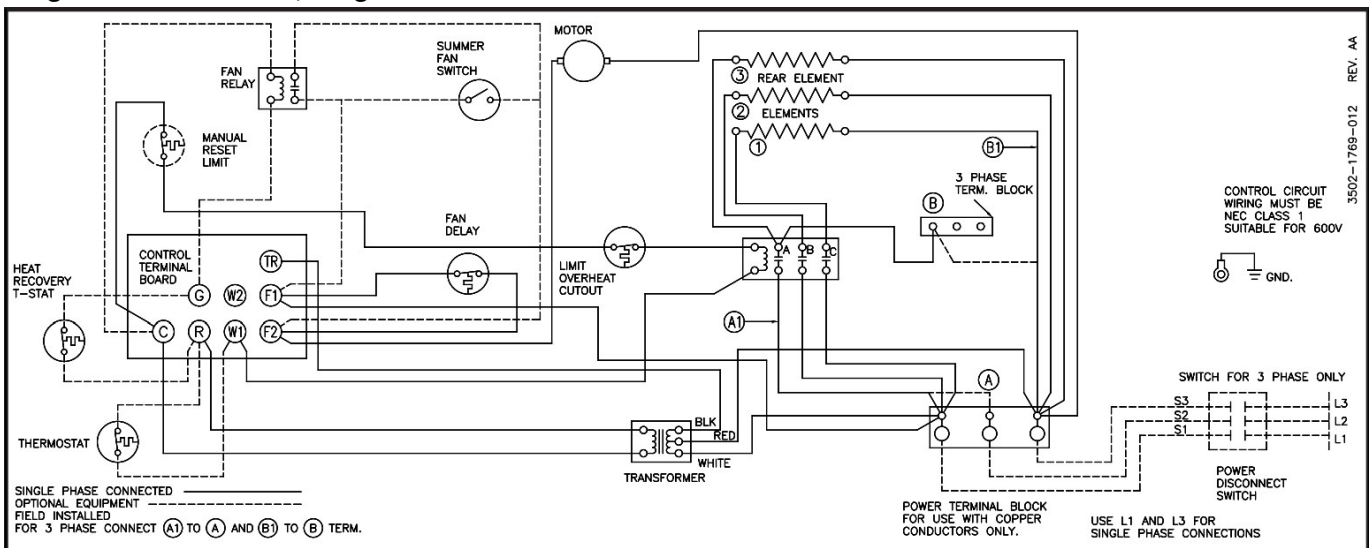 MOTOR
SUMMER
FAN
SWITCH
FAN
RELAY
MANUAL
RESET
LIMIT
3 REAR ELEMENT
2 ELEMENTS
1
B1
3 PHASE
TERM. BLOCK
B
3502-1769-012 REV. AA
CONTROL CIRCUIT
WIRING MUST BE
NEC CLASS 1
SUITABLE FOR 600V
GND.
FAN
DELAY
LIMIT
OVERHEAT
CUTOUT
A B C
CONTROL
TERMINAL
BOARD
TR
G W2 F1
C R W1 F2
HEAT
RECOVERY
T-STAT
A1
A
THERMOSTAT
BLK
RED
WHITE
TRANSFORMER
SWITCH FOR 3 PHASE ONLY
S3 L3
S2 L2
S1 L1
POWER
DISCONNECT
SWITCH
POWER TERMINAL BLOCK
FOR USE WITH COPPER
CONDUCTORS ONLY.
USE L1 AND L3 FOR
SINGLE PHASE CONNECTIONS
SINGLE PHASE CONNECTED
OPTIONAL EQUIPMENT
FIELD INSTALLED
FOR 3 PHASE CONNECT A1 TO A AND B1 TO B TERM.